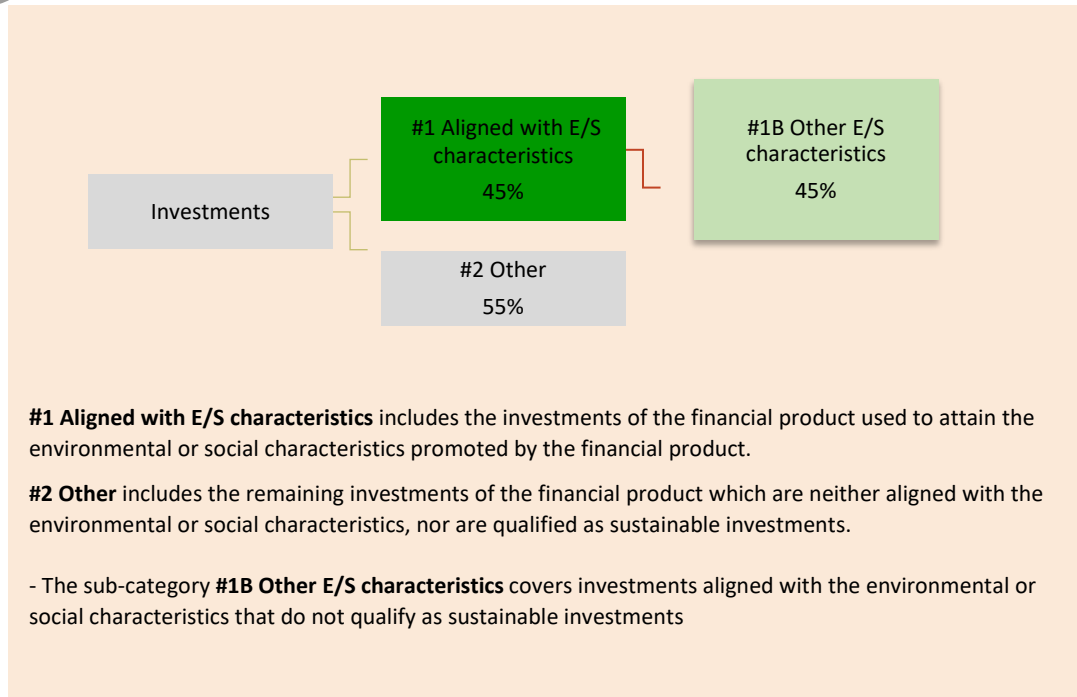 #1 Aligned with E/S
characteristics
45%
#1B Other E/S
characteristics
45%
Investments
#2 Other
55%
#1 Aligned with E/S characteristics includes the investments of the financial product used to attain the
environmental or social characteristics promoted by the financial product.
#2 Other includes the remaining investments of the financial product which are neither aligned with the
environmental or social characteristics, nor are qualified as sustainable investments.
- The sub-category #1B Other E/S characteristics covers investments aligned with the environmental or
social characteristics that do not qualify as sustainable investments